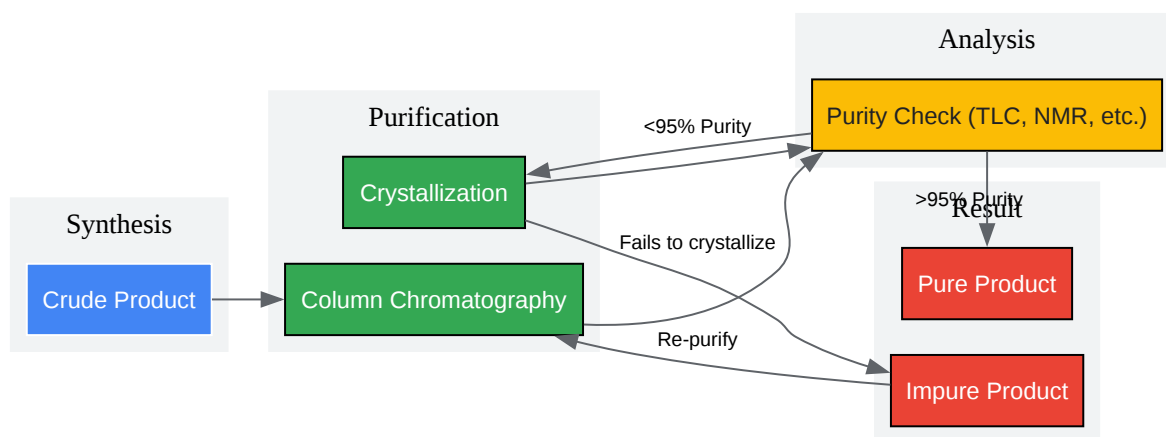 Analysis
Purity Check (TLC, NMR, etc.)
Purification
<95% Purity
Crystallization
Synthesis
>95% Purity
Result
Fails to crystallize
Crude Product
Column Chromatography
Pure Product
Re-purify
Impure Product